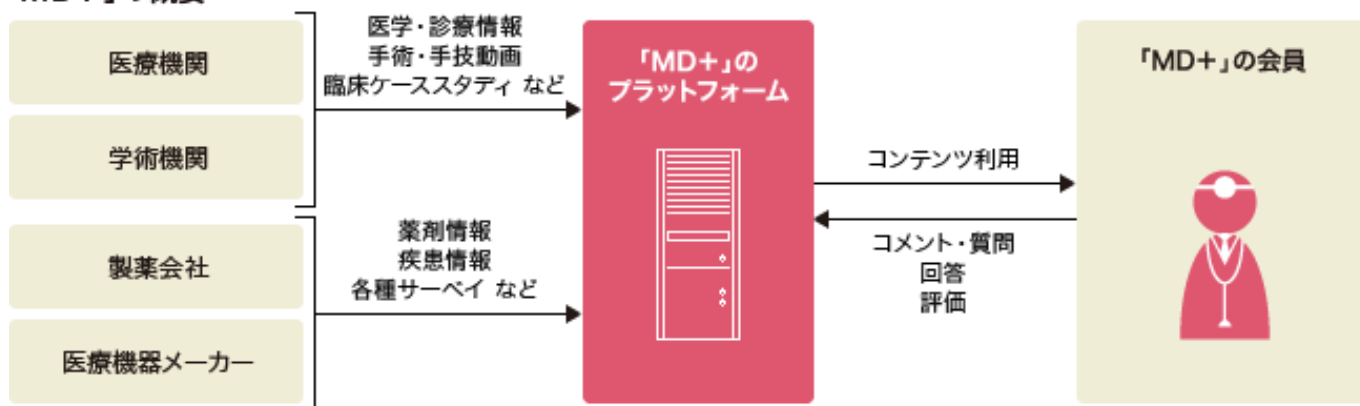 医療機関
学術機関
製薬会社
医療機器メーカー
医学・診療情報
手術・手技動画
臨床ケーススタディ など
薬剤情報
疾患情報
各種サーベイ など
「MD+」の
プラットフォーム
コンテンツ利用
コメント・質問
回答
評価
「MD+」の会員